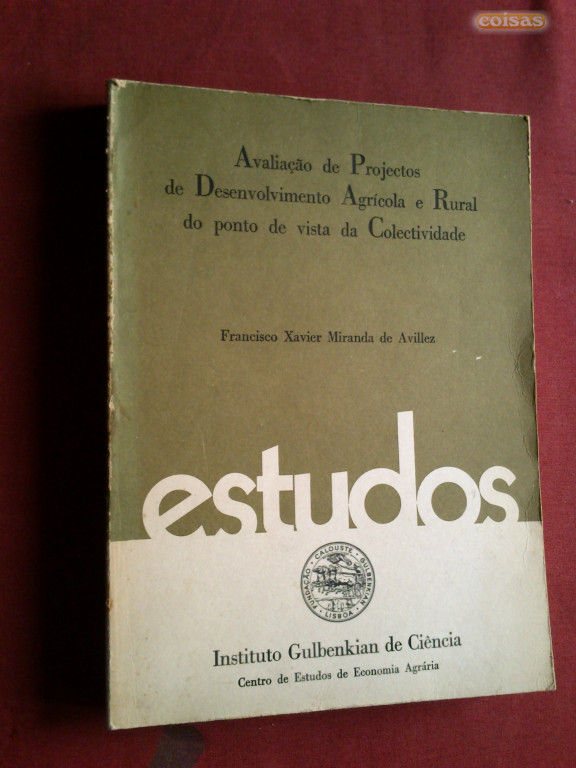 coisas
Avaliação de Projectos
de Desenvolvimento Agrícola e Rural
do ponto de vista da Colectividade
Francisco Xavier Miranda de Avillez
estudos
FUNDAÇÃO CALOUSTE GULBENKIAN
LISBOA
Instituto Gulbenkian de Ciência
Centro de Estudos de Economia Agrária